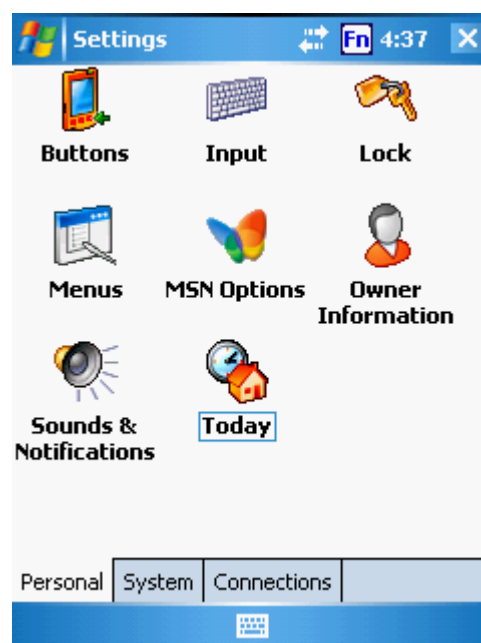 Settings Fn 4:37
Buttons Input Lock
Menus MSN Options Owner
Information
Sounds & Today
Notifications
Personal System Connections